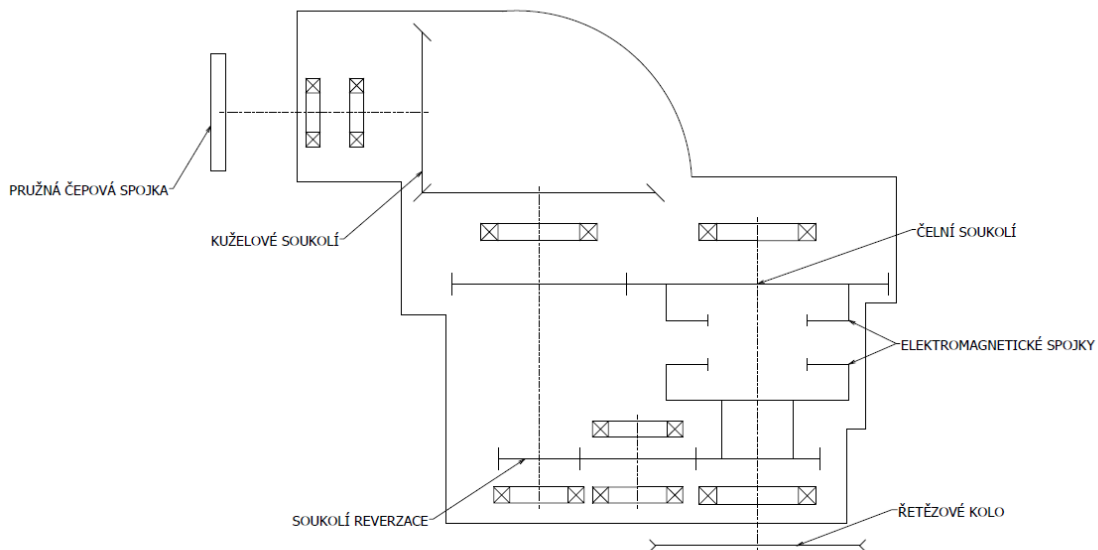 PRUŽNÁ ČEPOVÁ SPOJKA
KUŽELOVÉ SOUKOLÍ
ČELNÍ SOUKOLÍ
ELEKTROMAGNETICKÉ SPOJKY
SOUKOLÍ REVERZACE
ŘETĚZOVÉ KOLO